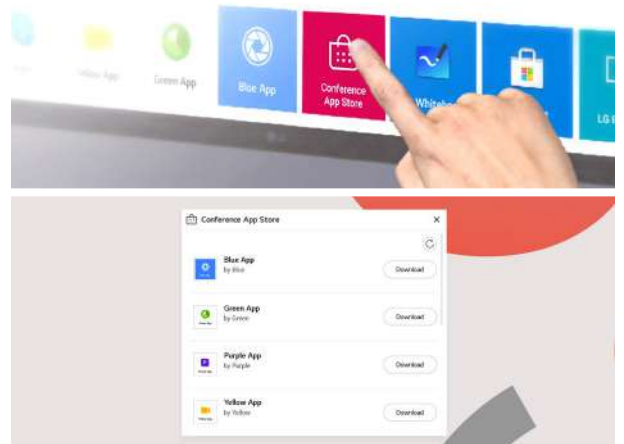 Yellow App
Green App
Blue App
Conference
App Store
LG
Conference App Store
Blue App
by Blue
Download
Green App
by Green
Download
Purple App
by Purple
Download
Yellow App
by Yellow
Download